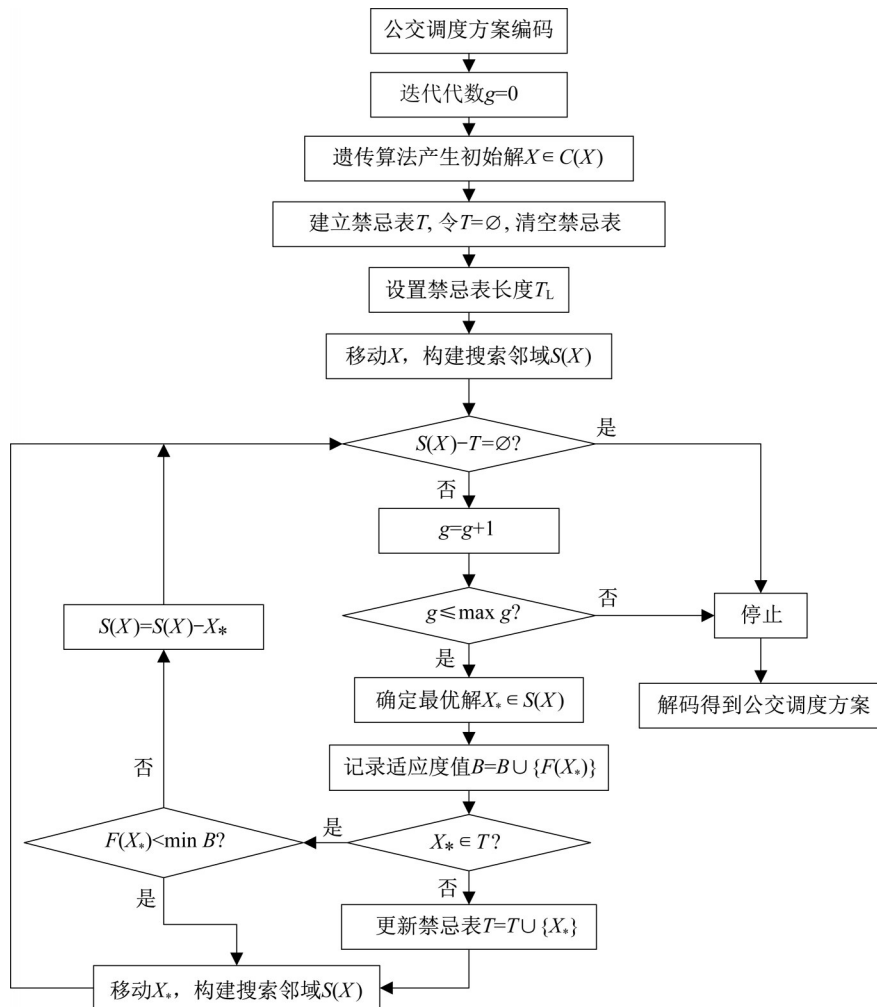 公交调度方案编码
迭代代数g=0
遗传算法产生初始解X∈C(X)
建立禁忌表T, 令T=∅, 清空禁忌表
设置禁忌表长度T_L
移动X，构建搜索邻域S(X)
S(X)−T=∅?
是
否
g=g+1
g≤max g?
否
停止
是
S(X)=S(X)−X*
确定最优解X*∈S(X)
解码得到公交调度方案
记录适应度值B=B∪{F(X*)}
否
F(X*)<min B?
是
X*∈T?
是
否
更新禁忌表T=T∪{X*}
移动X*，构建搜索邻域S(X)